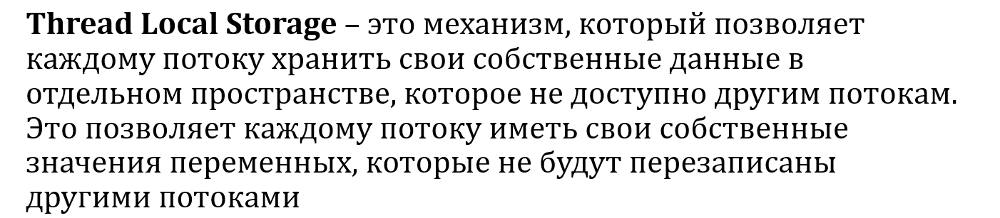 Thread Local Storage – это механизм, который позволяет
каждому потоку хранить свои собственные данные в
отдельном пространстве, которое не доступно другим потокам.
Это позволяет каждому потоку иметь свои собственные
значения переменных, которые не будут перезаписаны
другими потоками